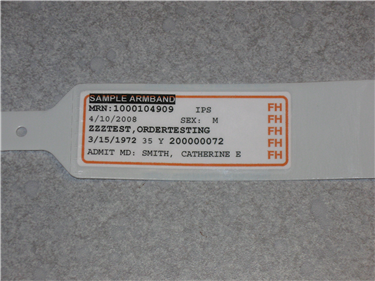 SAMPLE ARMBAND
MRN:1000104909 IPS FH
4/10/2008 SEX: M FH
ZZZTEST,ORDERTESTING FH
3/15/1972 35 Y 200000072 FH
ADMIT MD: SMITH, CATHERINE E FH